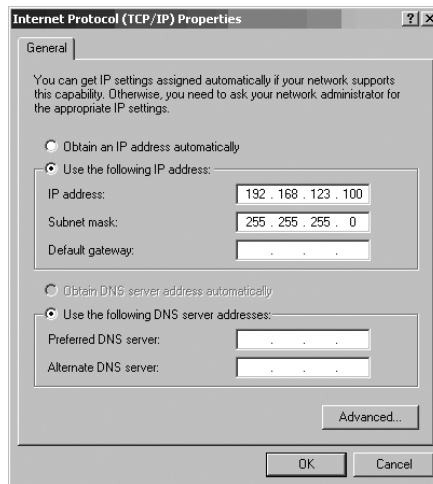 Internet Protocol (TCP/IP) Properties
General
You can get IP settings assigned automatically if your network supports
this capability. Otherwise, you need to ask your network administrator for
the appropriate IP settings.
Obtain an IP address automatically
Use the following IP address:
IP address: 192 . 168 . 123 . 100
Subnet mask: 255 . 255 . 255 . 0
Default gateway: . . .
Obtain DNS server address automatically
Use the following DNS server addresses:
Preferred DNS server: . . .
Alternate DNS server: . . .
Advanced...
OK Cancel